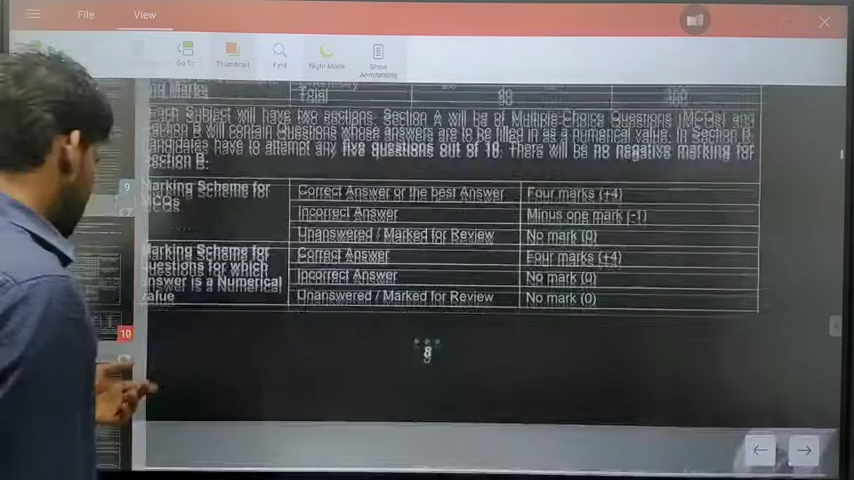 File View
Go To Thumbnail Find Night Mode Show Annotations
Total
Each Subject will have two sections. Section A will be of Multiple-Choice Questions (MCQs) and
Section B will contain Questions whose answers are to be filled in as a numerical value. In Section B,
candidates have to attempt any five questions out of 10. There will be no negative marking for
Section B.
Marking Scheme for MCQs
Correct Answer or the best Answer Four marks (+4)
Incorrect Answer Minus one mark (-1)
Unanswered / Marked for Review No mark (0)
Marking Scheme for questions for which answer is a Numerical value
Correct Answer Four marks (+4)
Incorrect Answer No mark (0)
Unanswered / Marked for Review No mark (0)
9
10
8